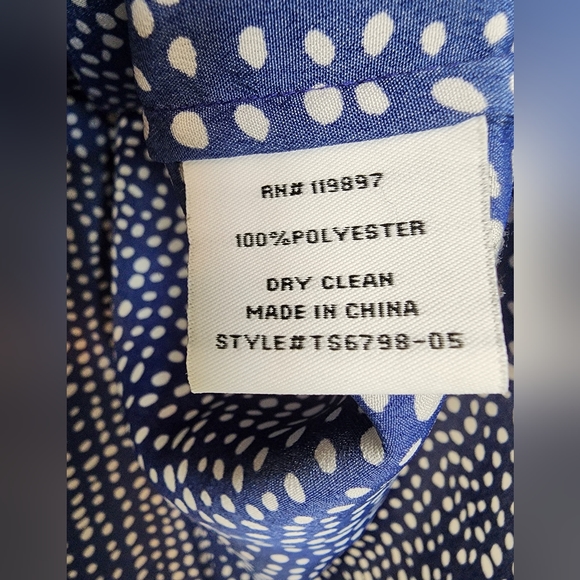 RN# 119897
100%POLYESTER
DRY CLEAN
MADE IN CHINA
STYLE#TS6798-05